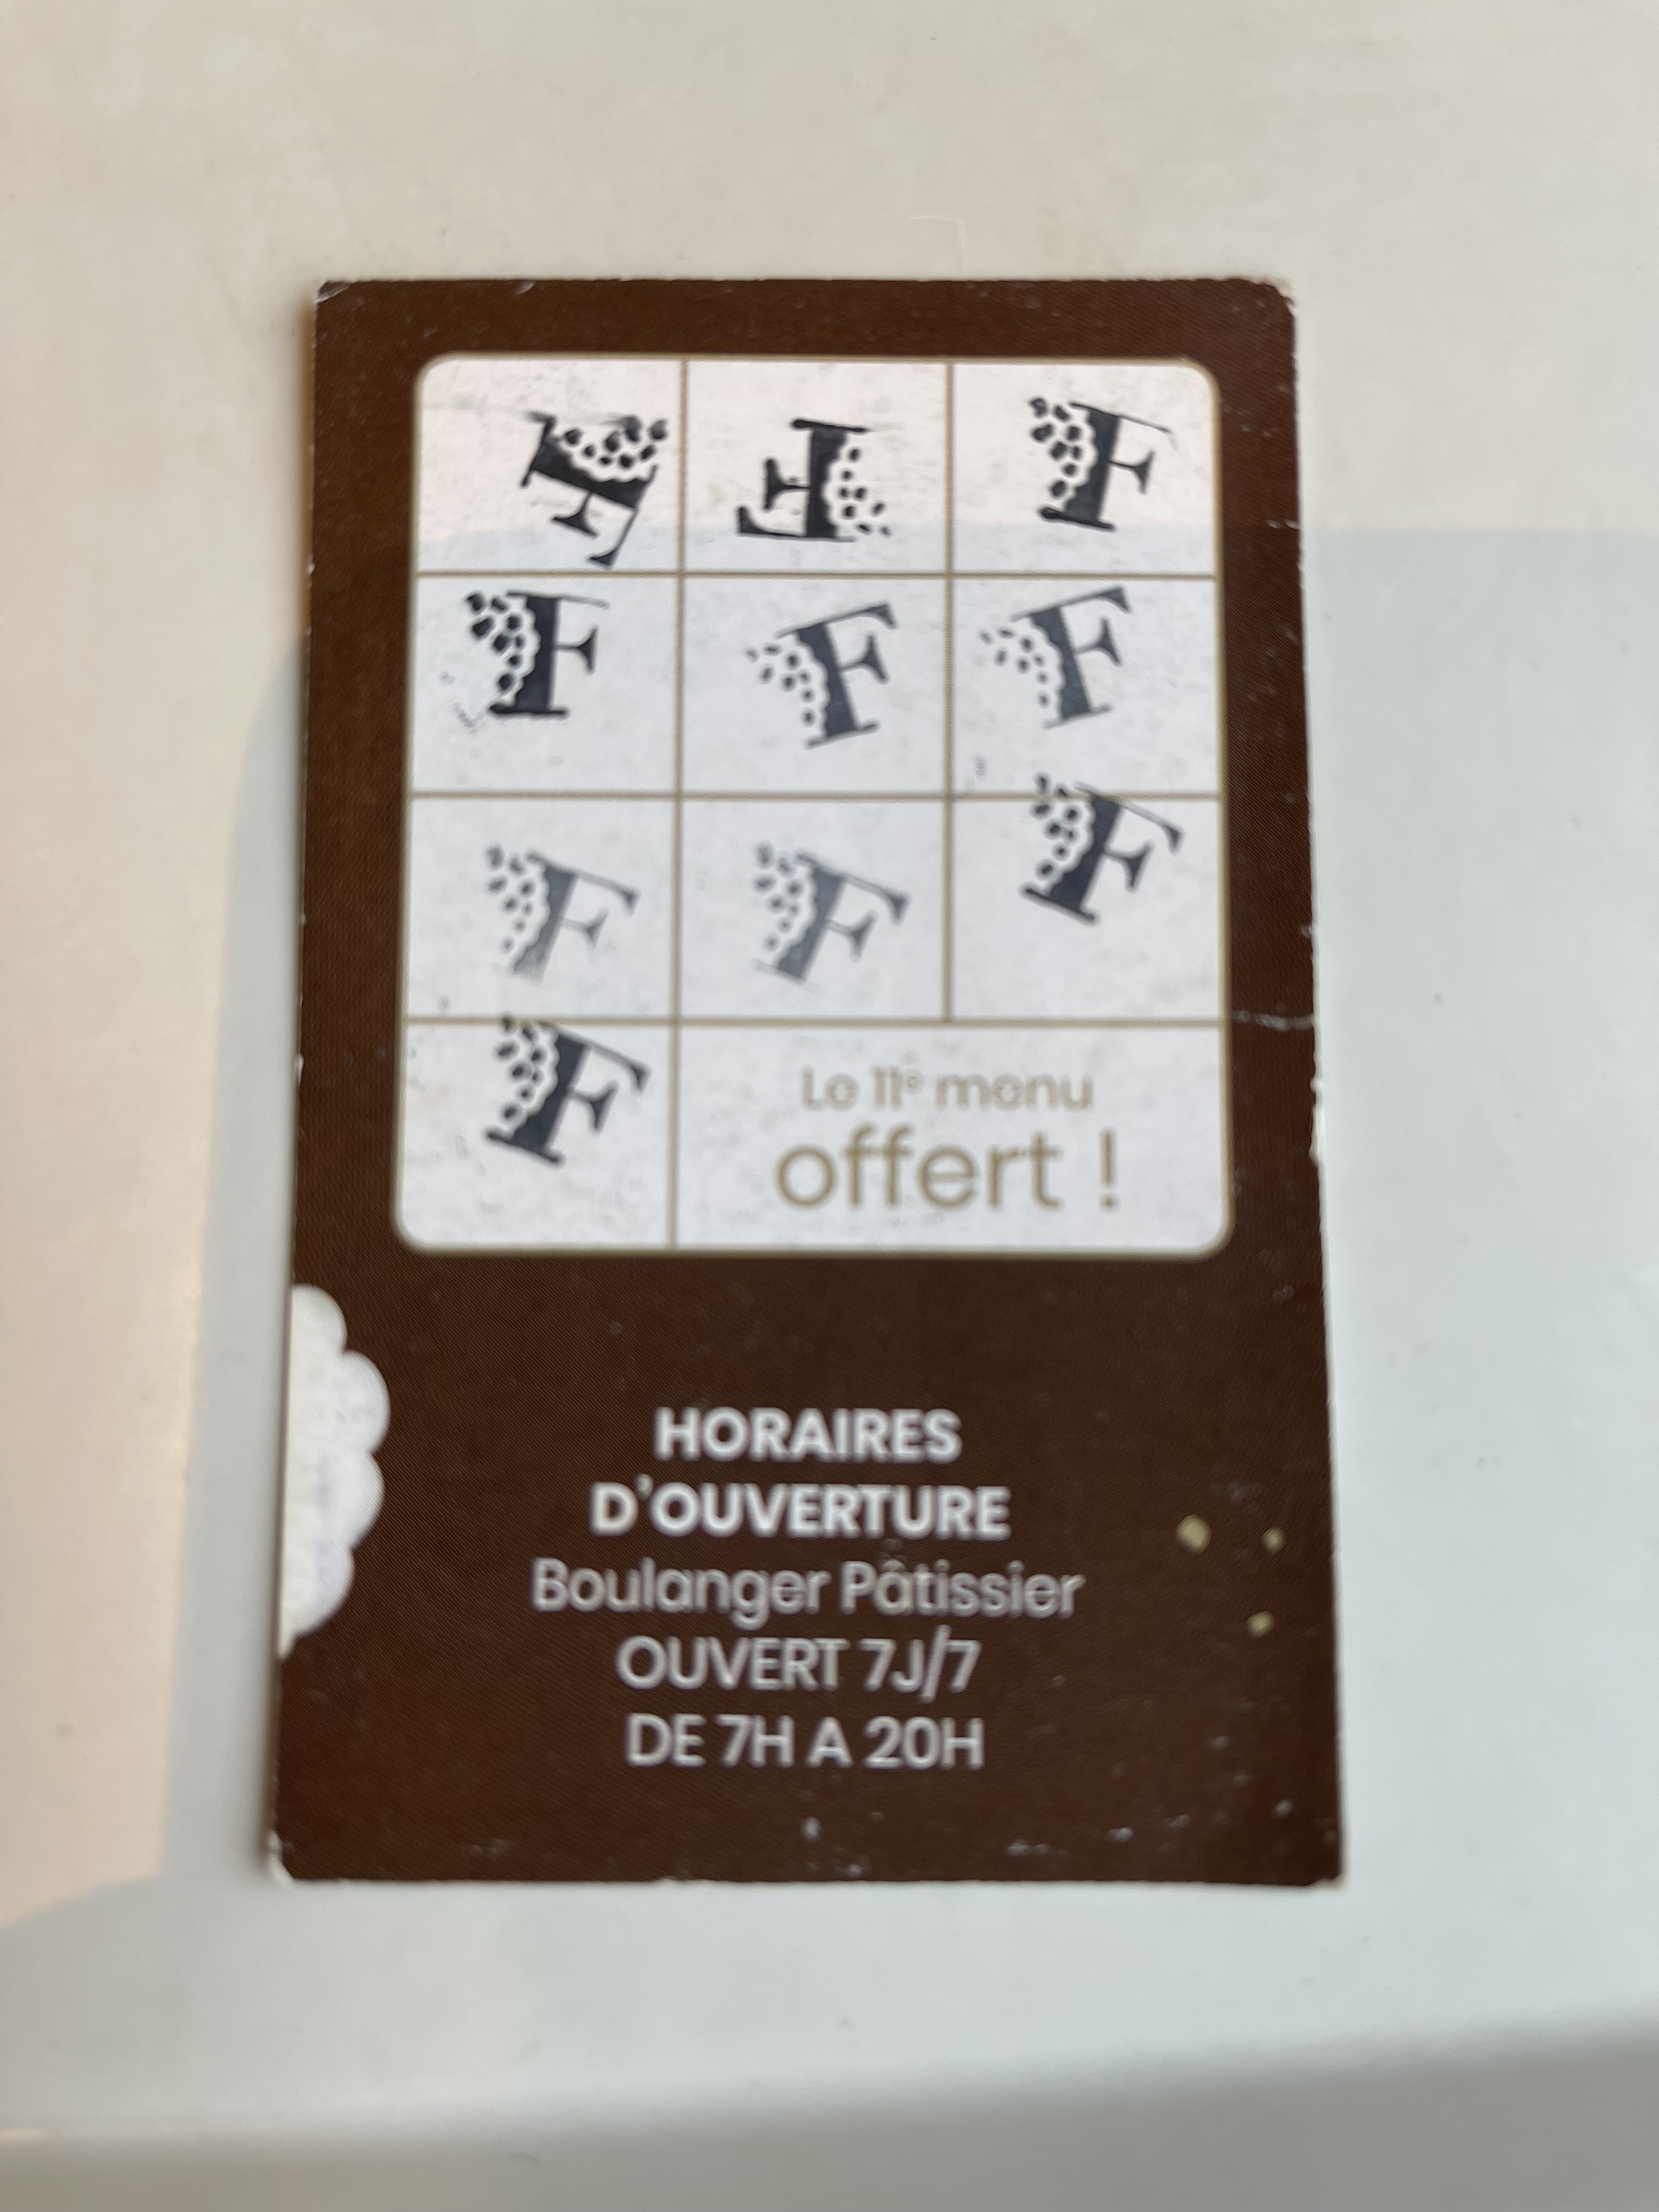 F F F
F F F
F F F
F
Le 11e menu
offert !
HORAIRES
D'OUVERTURE
Boulanger Pâtissier
OUVERT 7J/7
DE 7H A 20H